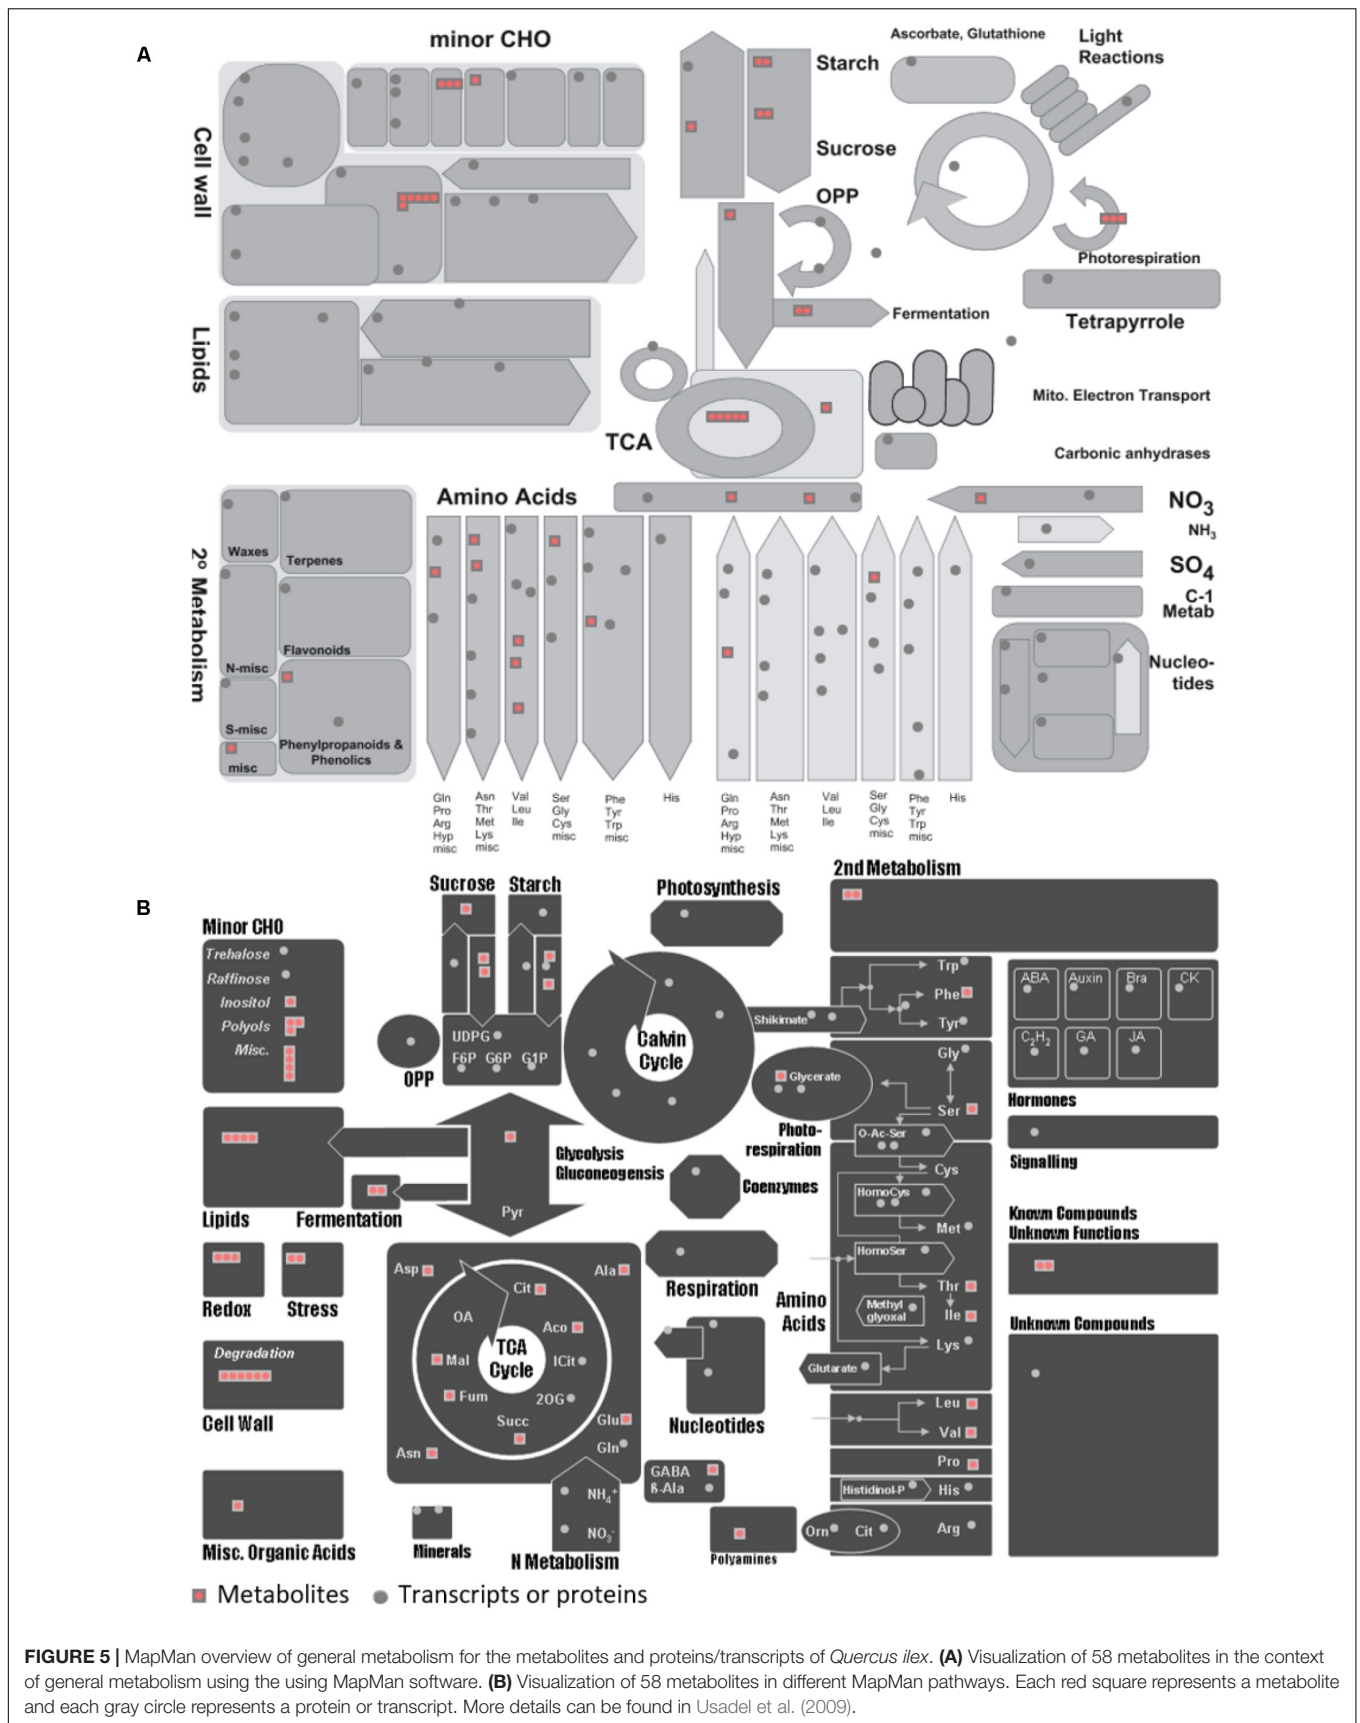 A
minor CHO
Cell wall
Lipids
Starch
Sucrose
OPP
Ascorbate, Glutathione
Light
Reactions
Photorespiration
Tetrapyrrole
Fermentation
Mito. Electron Transport
TCA
Carbonic anhydrases
Amino Acids
NO3
NH3
SO4
C-1
Metab
Nucleo-
tides
2º Metabolism
Waxes
Terpenes
N-misc
Flavonoids
S-misc
misc
Phenylpropanoids &
Phenolics
Gln
Pro
Arg
Hyp
misc
Asn
Thr
Met
Lys
misc
Val
Leu
Ile
Ser
Gly
Cys
misc
Phe
Tyr
Trp
misc
His
Gln
Pro
Arg
Hyp
misc
Asn
Thr
Met
Lys
misc
Val
Leu
Ile
Ser
Gly
Cys
misc
Phe
Tyr
Trp
misc
His
B
Minor CHO
Trehalose
Raffinose
Inositol
Polyols
Misc.
Sucrose
Starch
UDPG
F6P G6P G1P
OPP
Photosynthesis
Calvin
Cycle
2nd Metabolism
Trp
Phe
Tyr
Shikimate
Gly
Ser
Glycerate
Photo-
respiration
O-Ac-Ser
Cys
HomoCys
Met
HomoSer
Thr
Methyl
glyoxal
Ile
Lys
Glutarate
Amino
Acids
Leu
Val
Pro
Histidinol-P
His
Orn
Cit
Arg
ABA
Auxin
Bra
CK
C2H2
GA
JA
Hormones
Signalling
Known Compounds
Unknown Functions
Unknown Compounds
Glycolysis
Gluconeogensis
Pyr
Lipids
Fermentation
Coenzymes
Respiration
Nucleotides
Redox
Stress
Degradation
Cell Wall
Misc. Organic Acids
Asp
Ala
Cit
OA
Aco
TCA
Cycle
Mal
ICit
Fum
2OG
Succ
Glu
Gln
Asn
NH4+
NO3-
N Metabolism
Minerals
GABA
ß-Ala
Polyamines
Metabolites
Transcripts or proteins
FIGURE 5 | MapMan overview of general metabolism for the metabolites and proteins/transcripts of Quercus ilex. (A) Visualization of 58 metabolites in the context
of general metabolism using the using MapMan software. (B) Visualization of 58 metabolites in different MapMan pathways. Each red square represents a metabolite
and each gray circle represents a protein or transcript. More details can be found in Usadel et al. (2009).